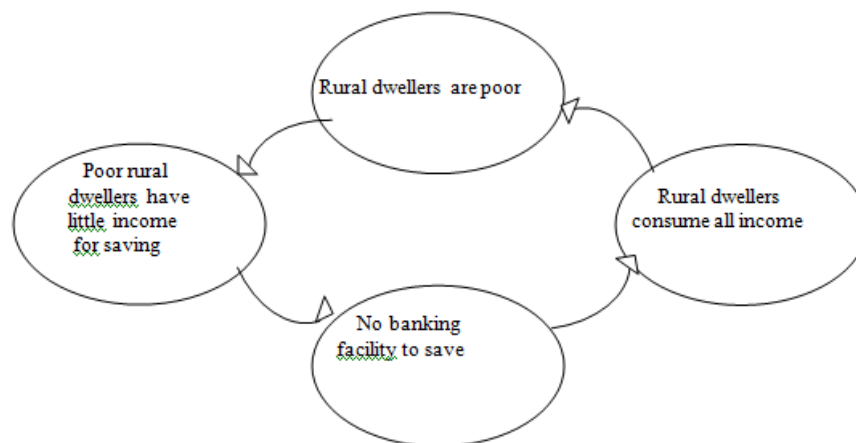 Rural dwellers are poor
Poor rural
dwellers have
little income
for saving
Rural dwellers
consume all income
No banking
facility to save